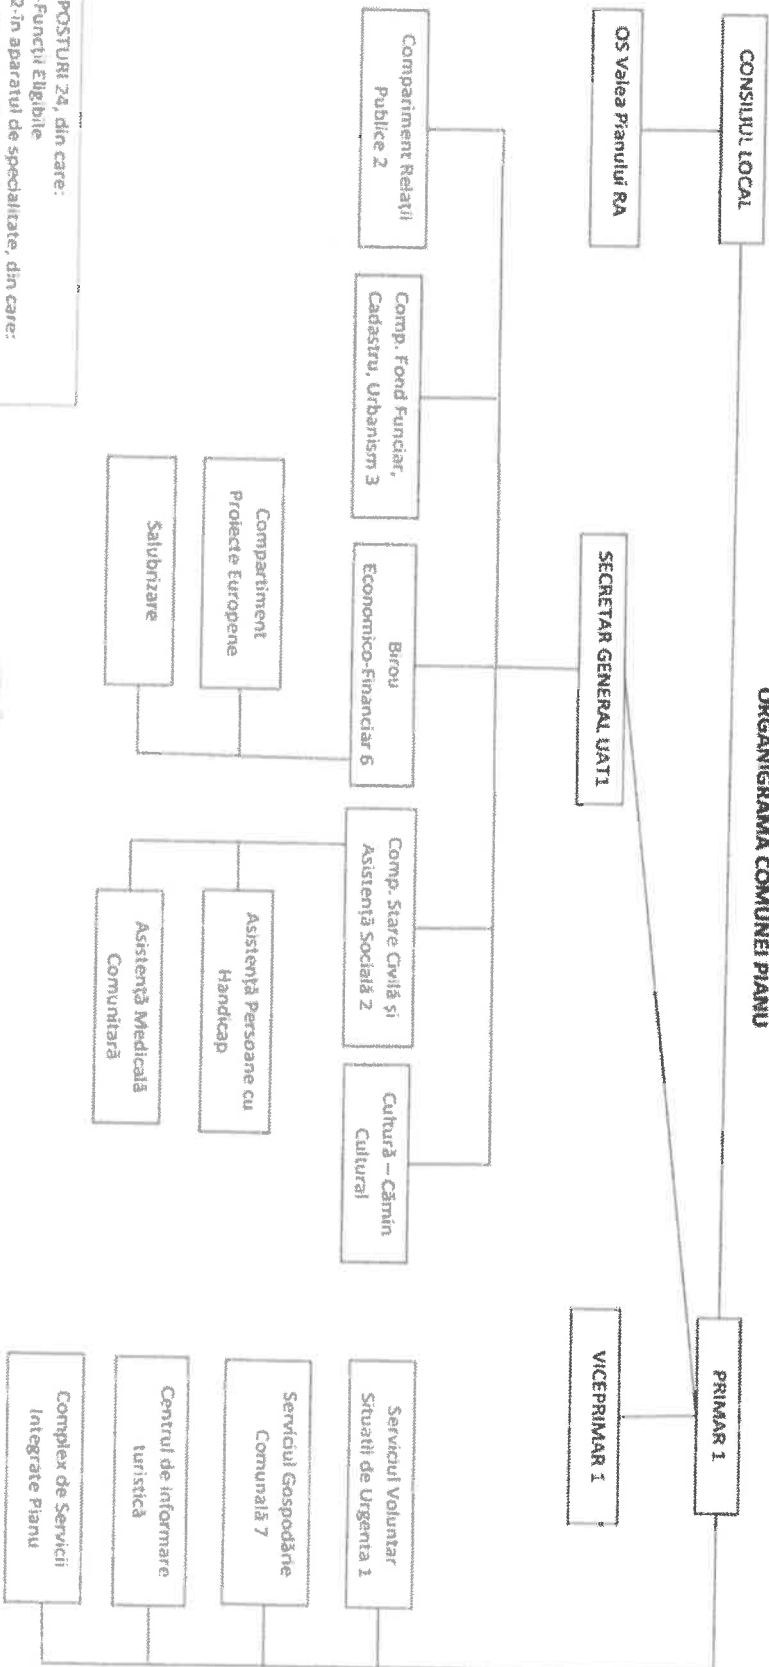 ORGANIGRAMA COMUNEI PIANU
CONSILIUL LOCAL
PRIMAR 1
OS Valea Pianului RA
SECRETAR GENERAL UAT1
VICEPRIMAR 1
Compariment Relații
Publice 2
Comp. Fond Funciar,
Cadastru, Urbanism 3
Birou
Economico-Financiar 6
Comp. Stare Civilă și
Asistență Socială 2
Cultură – Cămin
Cultural
Serviciul Voluntar
Situatii de Urgenta 1
Compartiment
Proiecte Europene
Asistență Persoane cu
Handicap
Serviciul Gospodărie
Comunală 7
Salubrizare
Asistență Medicală
Comunitară
Centrul de informare
turistică
Complex de Servicii
Integrate Pianu
POSTURI 24, din care:
-Funcții Eligibile
2-în aparatul de specialitate, din care: